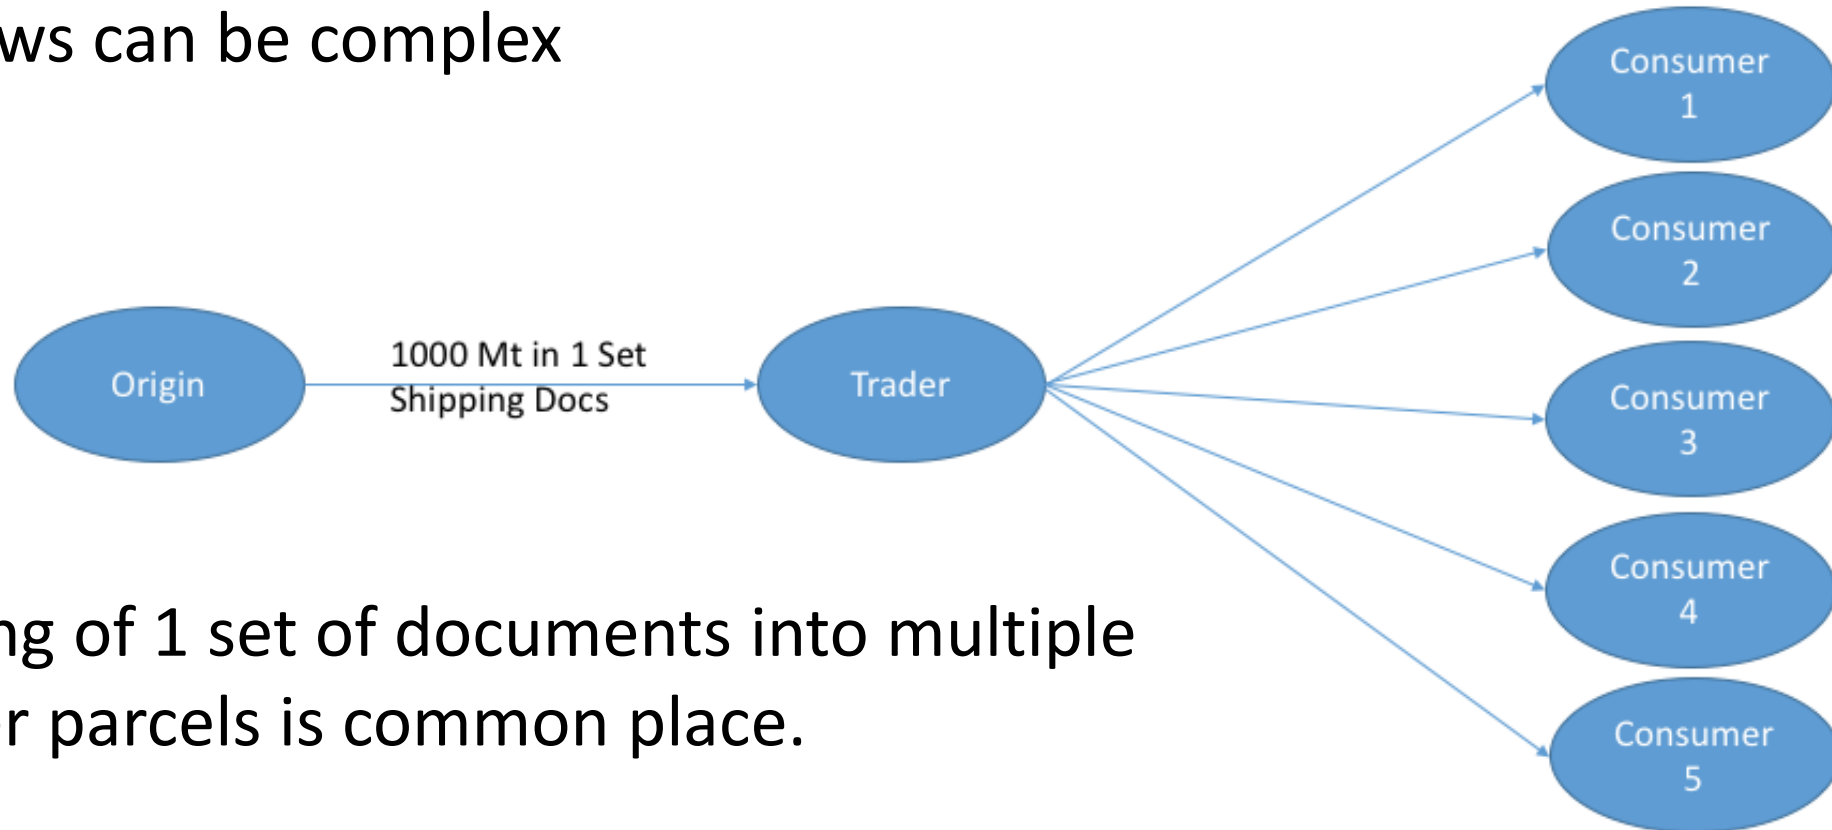 ws can be complex
Consumer
1
Consumer
2
1000 Mt in 1 Set
Shipping Docs
Origin
Trader
Consumer
3
Consumer
4
ng of 1 set of documents into multiple
r parcels is common place.
Consumer
5